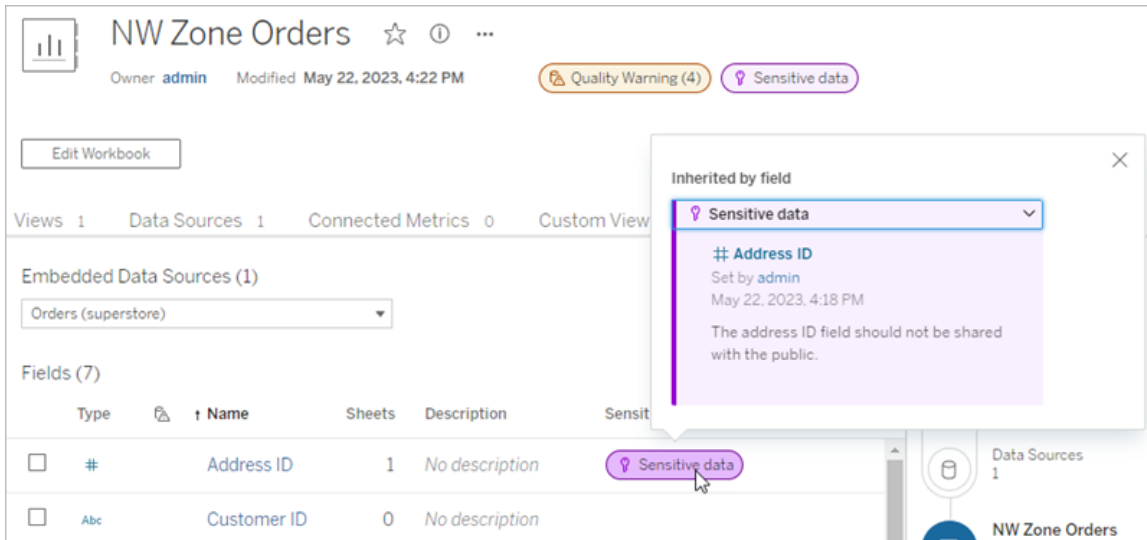 NW Zone Orders
Owner admin Modified May 22, 2023, 4:22 PM
Quality Warning (4)
Sensitive data
Edit Workbook
Views 1 Data Sources 1 Connected Metrics 0 Custom View
Embedded Data Sources (1)
Orders (superstore)
Fields (7)
Type Name Sheets Description Sensit
# Address ID 1 No description Sensitive data
Abc Customer ID 0 No description
Inherited by field
Sensitive data
# Address ID
Set by admin
May 22, 2023, 4:18 PM
The address ID field should not be shared
with the public.
Data Sources
1
NW Zone Orders